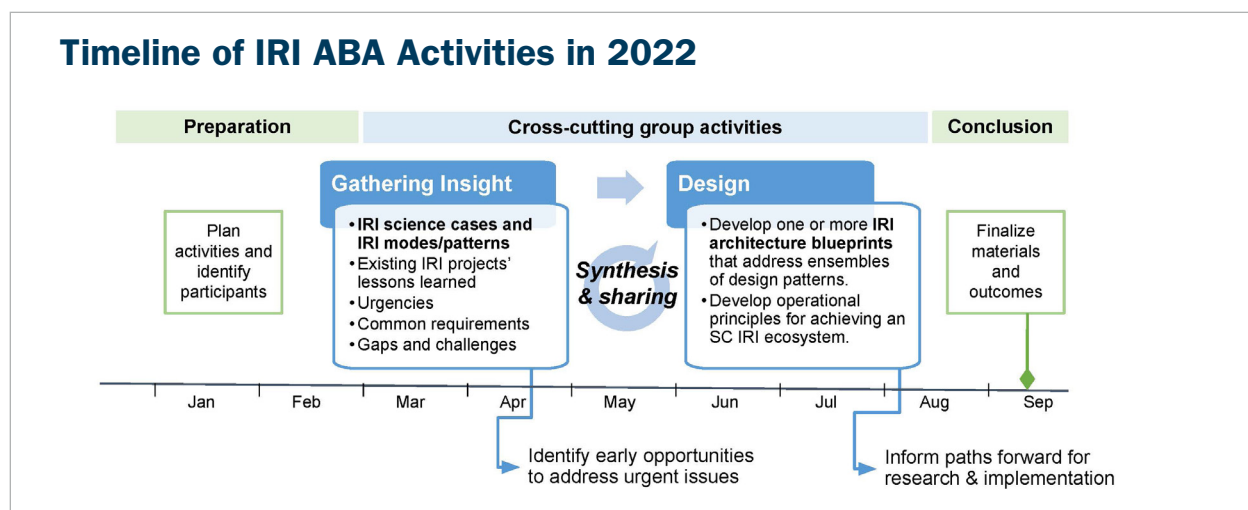 Timeline of IRI ABA Activities in 2022
Preparation
Cross-cutting group activities
Conclusion
Plan
activities and
identify
participants
Gathering Insight
•IRI science cases and
IRI modes/patterns
•Existing IRI projects’
lessons learned
•Urgencies
•Common requirements
•Gaps and challenges
Synthesis
& sharing
Design
•Develop one or more IRI
architecture blueprints
that address ensembles
of design patterns.
•Develop operational
principles for achieving an
SC IRI ecosystem.
Finalize
materials
and
outcomes
Jan Feb Mar Apr May Jun Jul Aug Sep
Identify early opportunities
to address urgent issues
Inform paths forward for
research & implementation